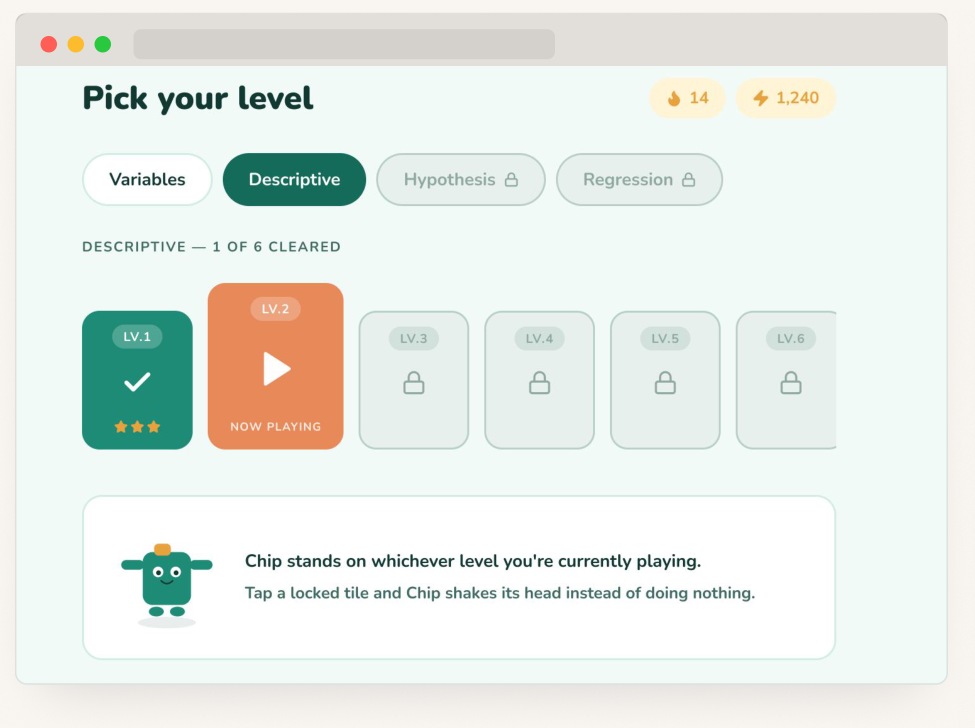 Pick your level
14
1,240
Variables
Descriptive
Hypothesis
Regression
DESCRIPTIVE — 1 OF 6 CLEARED
LV.1
LV.2
NOW PLAYING
LV.3
LV.4
LV.5
LV.6
Chip stands on whichever level you're currently playing.
Tap a locked tile and Chip shakes its head instead of doing nothing.